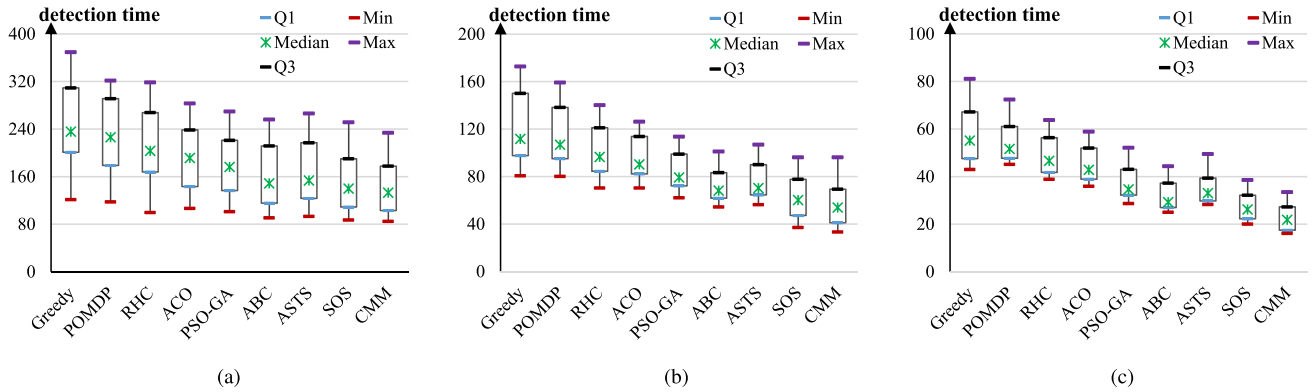 detection time
Q1 Min
Median Max
Q3
400
320
240
160
80
0
Greedy POMDP RHC ACO PSO-GA ABC ASTS SOS CMM
(a)
detection time
Q1 Min
Median Max
Q3
200
160
120
80
40
0
Greedy POMDP RHC ACO PSO-GA ABC ASTS SOS CMM
(b)
detection time
Q1 Min
Median Max
Q3
100
80
60
40
20
0
Greedy POMDP RHC ACO PSO-GA ABC ASTS SOS CMM
(c)